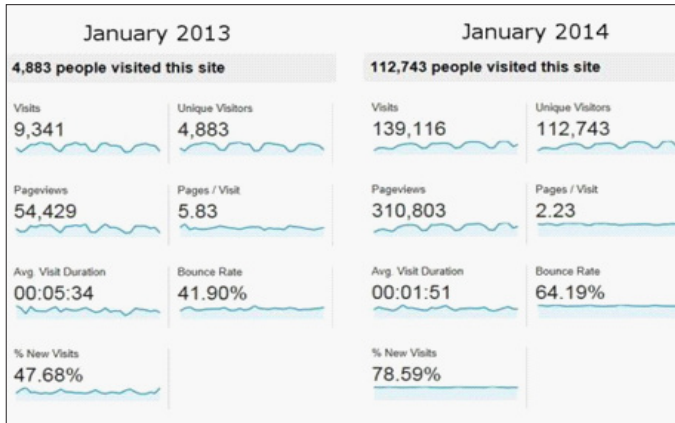 January 2013
4,883 people visited this site
Visits
9,341
Unique Visitors
4,883
Pageviews
54,429
Pages / Visit
5.83
Avg. Visit Duration
00:05:34
Bounce Rate
41.90%
% New Visits
47.68%
January 2014
112,743 people visited this site
Visits
139,116
Unique Visitors
112,743
Pageviews
310,803
Pages / Visit
2.23
Avg. Visit Duration
00:01:51
Bounce Rate
64.19%
% New Visits
78.59%